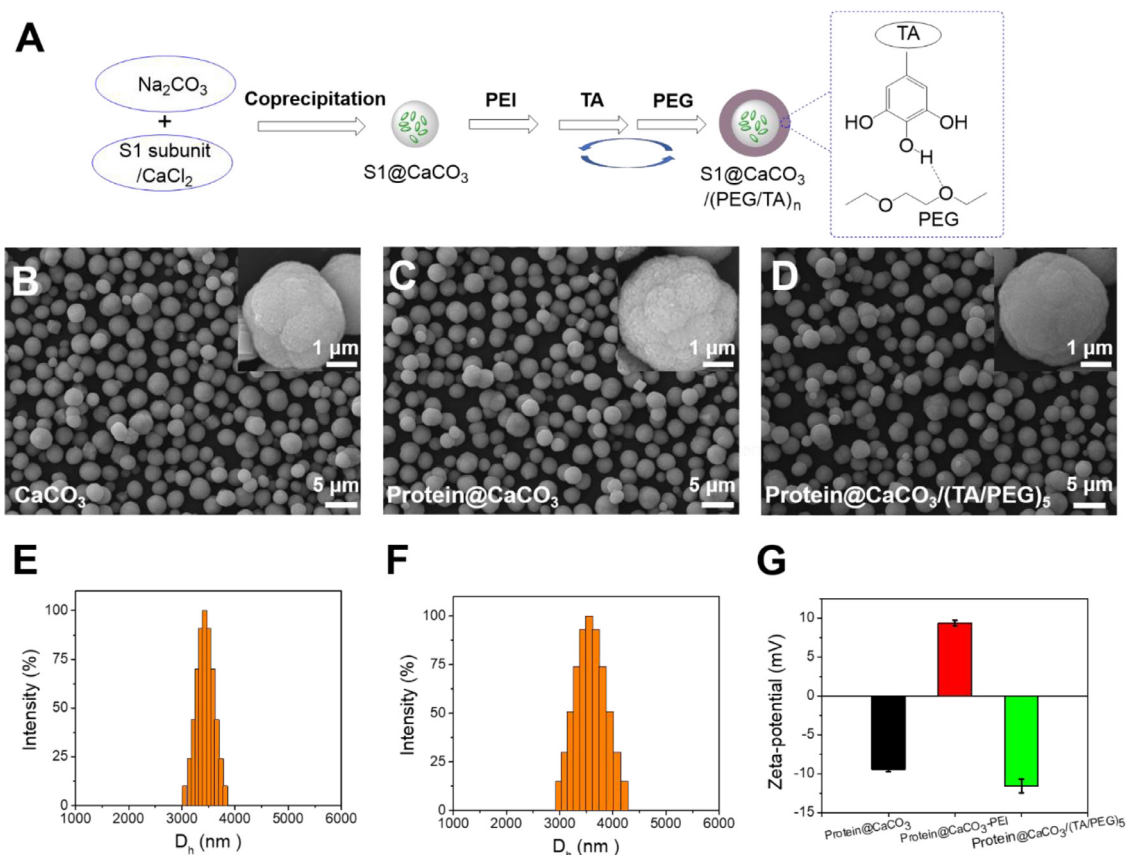 A
Na₂CO₃
+
S1 subunit
/CaCl₂
Coprecipitation
S1@CaCO₃
PEI
TA
PEG
S1@CaCO₃
/(PEG/TA)ₙ
TA
HO
OH
O
H
O
O
PEG
B
1 μm
CaCO₃
5 μm
C
1 μm
Protein@CaCO₃
5 μm
D
1 μm
Protein@CaCO₃/(TA/PEG)₅
5 μm
E
Intensity (%)
100
75
50
25
0
1000 2000 3000 4000 5000 6000
Dₕ (nm)
F
Intensity (%)
100
75
50
25
0
1000 2000 3000 4000 5000 6000
Dₕ (nm)
G
Zeta-potential (mV)
10
5
0
-5
-10
-15
Protein@CaCO₃
Protein@CaCO₃-PEI
Protein@CaCO₃/(TA/PEG)₅